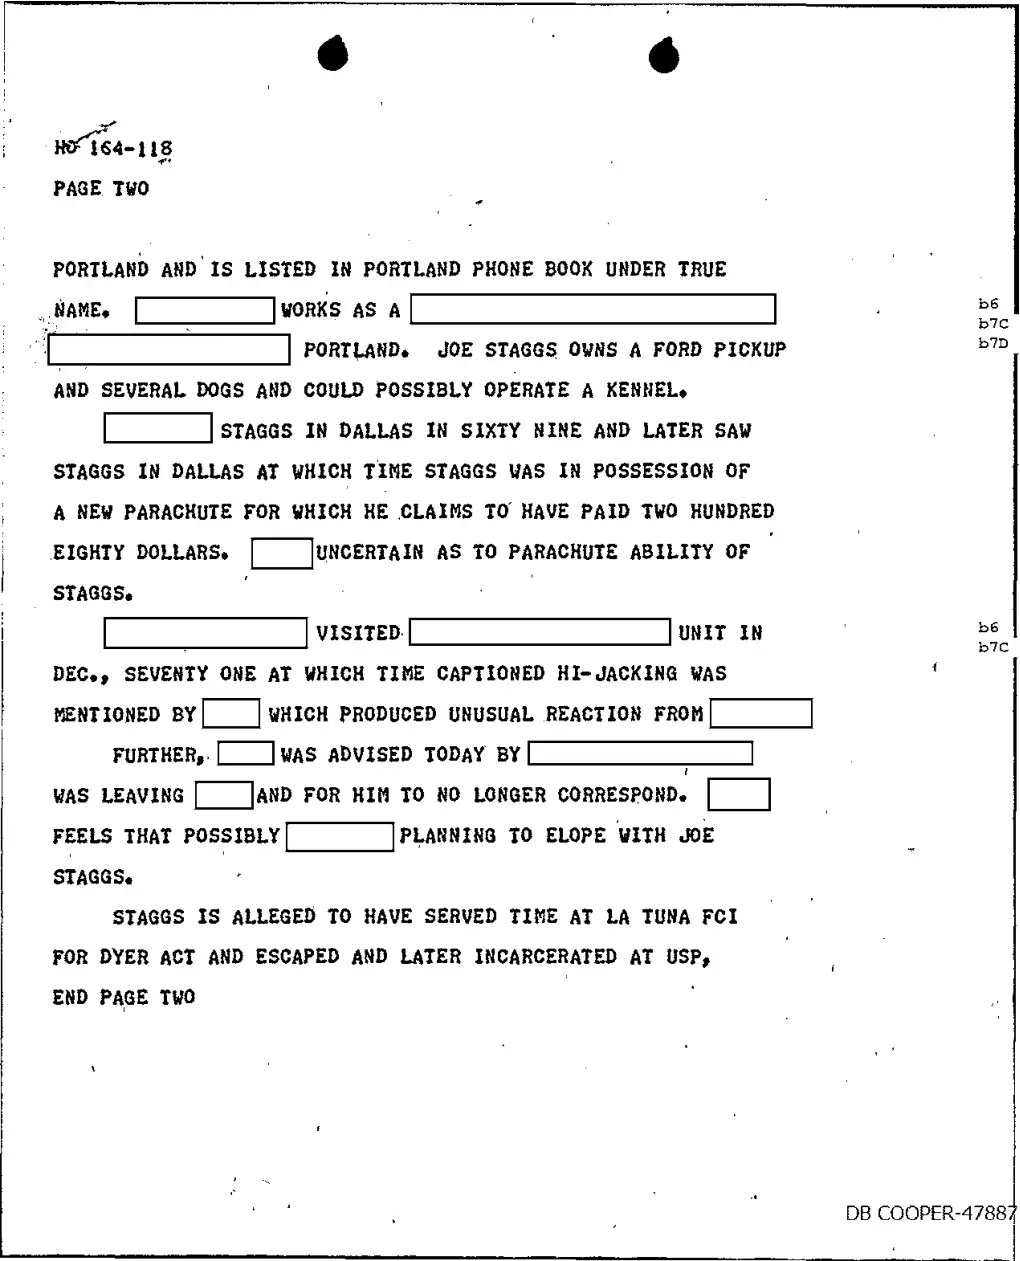 HO 164-118
PAGE TWO
PORTLAND AND IS LISTED IN PORTLAND PHONE BOOK UNDER TRUE
NAME. WORKS AS A
b6
b7C
b7D
PORTLAND. JOE STAGGS OWNS A FORD PICKUP
AND SEVERAL DOGS AND COULD POSSIBLY OPERATE A KENNEL.
STAGGS IN DALLAS IN SIXTY NINE AND LATER SAW
STAGGS IN DALLAS AT WHICH TIME STAGGS WAS IN POSSESSION OF
A NEW PARACHUTE FOR WHICH HE CLAIMS TO HAVE PAID TWO HUNDRED
EIGHTY DOLLARS. UNCERTAIN AS TO PARACHUTE ABILITY OF
STAGGS.
VISITED UNIT IN
b6
b7C
DEC., SEVENTY ONE AT WHICH TIME CAPTIONED HI-JACKING WAS
MENTIONED BY WHICH PRODUCED UNUSUAL REACTION FROM
FURTHER, WAS ADVISED TODAY BY
WAS LEAVING AND FOR HIM TO NO LONGER CORRESPOND.
FEELS THAT POSSIBLY PLANNING TO ELOPE WITH JOE
STAGGS.
STAGGS IS ALLEGED TO HAVE SERVED TIME AT LA TUNA FCI
FOR DYER ACT AND ESCAPED AND LATER INCARCERATED AT USP,
END PAGE TWO
DB COOPER-47887